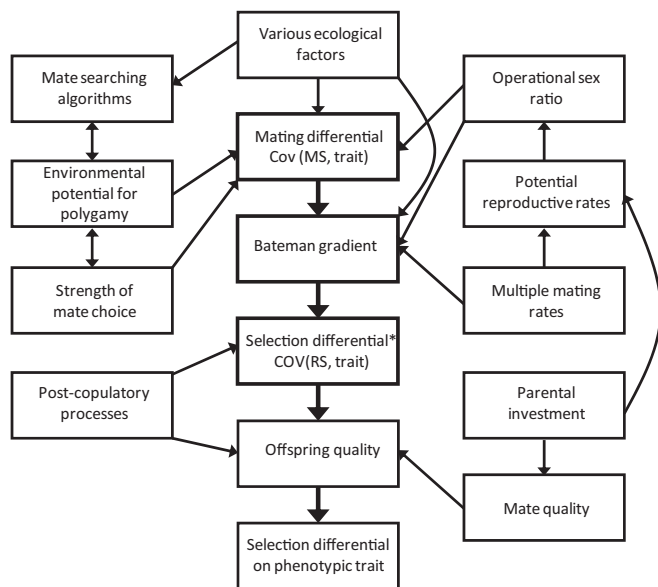 Various ecological
factors
Mate searching
algorithms
Operational sex
ratio
Mating differential
Cov (MS, trait)
Environmental
potential for
polygamy
Potential
reproductive rates
Bateman gradient
Strength of
mate choice
Multiple mating
rates
Selection differential*
COV(RS, trait)
Post-copulatory
processes
Parental
investment
Offspring quality
Mate quality
Selection differential
on phenotypic trait